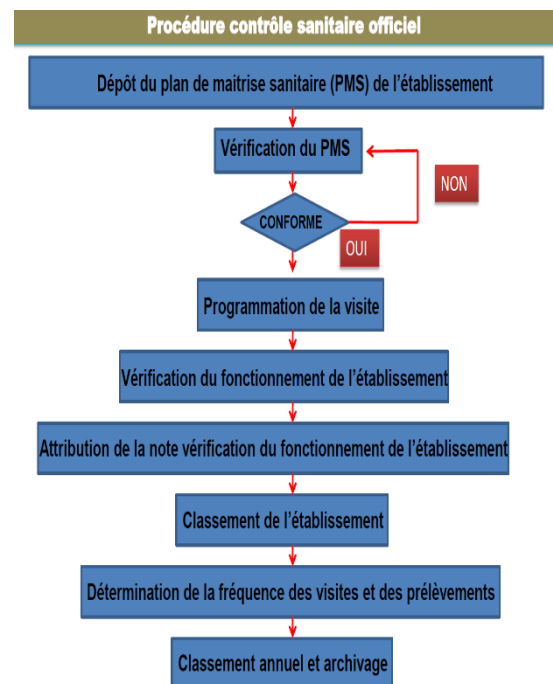 Procédure contrôle sanitaire officiel
Dépôt du plan de maitrise sanitaire (PMS) de l'établissement
Vérification du PMS
NON
CONFORME
OUI
Programmation de la visite
Vérification du fonctionnement de l'établissement
Attribution de la note vérification du fonctionnement de l'établissement
Classement de l'établissement
Détermination de la fréquence des visites et des prélèvements
Classement annuel et archivage